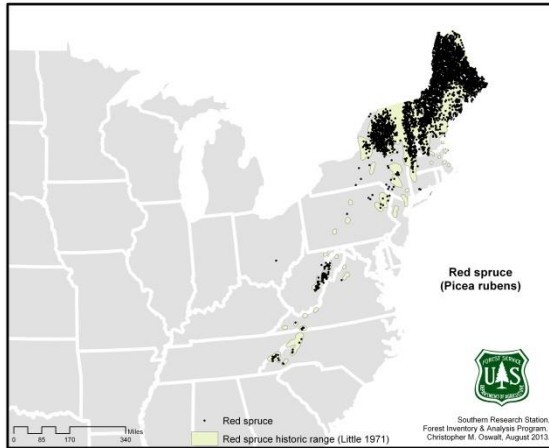 Red spruce
(Picea rubens)
FOREST SERVICE
U S
DEPARTMENT OF AGRICULTURE
Southern Research Station
Forest Inventory & Analysis Program.
Christopher M. Oswalt, August 2013.
Miles
0 85 170 340
Red spruce
Red spruce historic range (Little 1971)